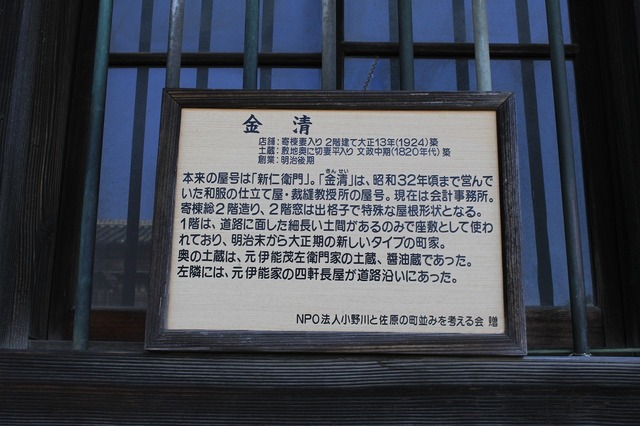 金　清
店舗：寄棟妻入り2階建て大正13年(1924)築
土蔵：敷地奥に切妻平入り 文政中期(1820年代)築
創業：明治後期
本来の屋号は「新仁衛門」。「金清」は、昭和32年頃まで営んで
きんせい
いた和服の仕立て屋・裁縫教授所の屋号。現在は会計事務所。
寄棟総2階造り、2階窓は出格子で特殊な屋根形状となる。
1階は、道路に面した細長い土間があるのみで座敷として使わ
れており、明治末から大正期の新しいタイプの町家。
奥の土蔵は、元伊能茂左衛門家の土蔵、醤油蔵であった。
左隣には、元伊能家の四軒長屋が道路沿いにあった。
NPO法人小野川と佐原の町並みを考える会 贈